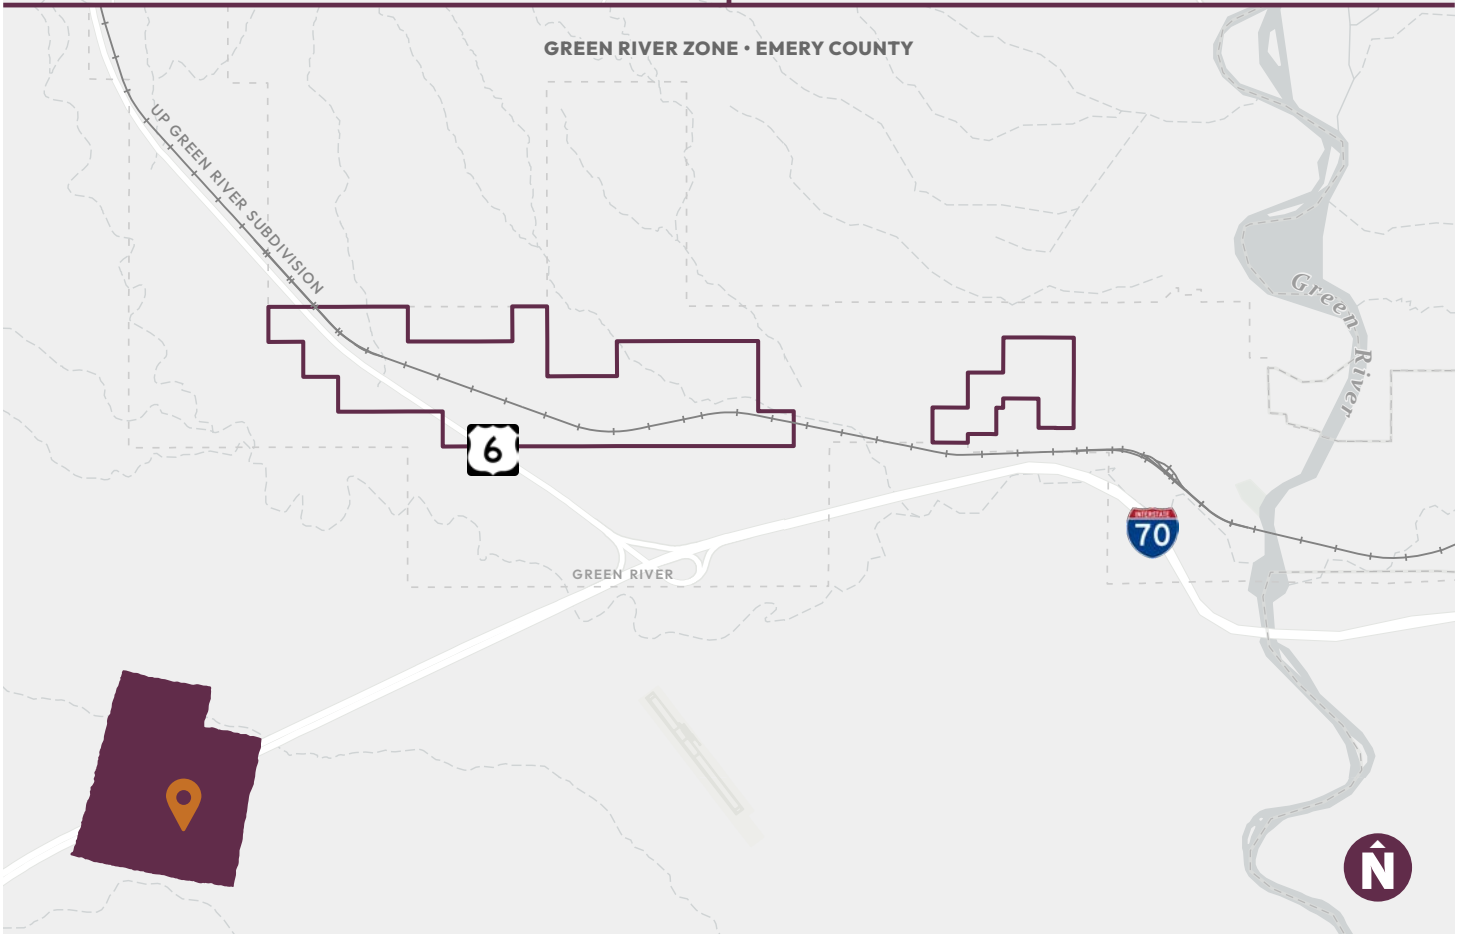 GREEN RIVER ZONE • EMERY COUNTY
UP GREEN RIVER SUBDIVISION
Green River
6
INTERSTATE
70
GREEN RIVER
N